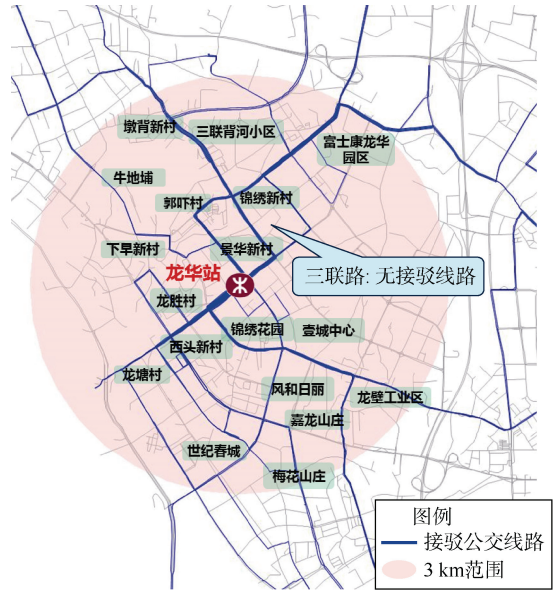 墩背新村
三联背河小区
富士康龙华
园区
牛地埔
郭吓村
锦绣新村
下早新村
景华新村
龙华站
三联路: 无接驳线路
龙胜村
锦绣花园
壹城中心
西头新村
龙塘村
风和日丽
龙壁工业区
嘉龙山庄
世纪春城
梅花山庄
图例
接驳公交线路
3 km范围